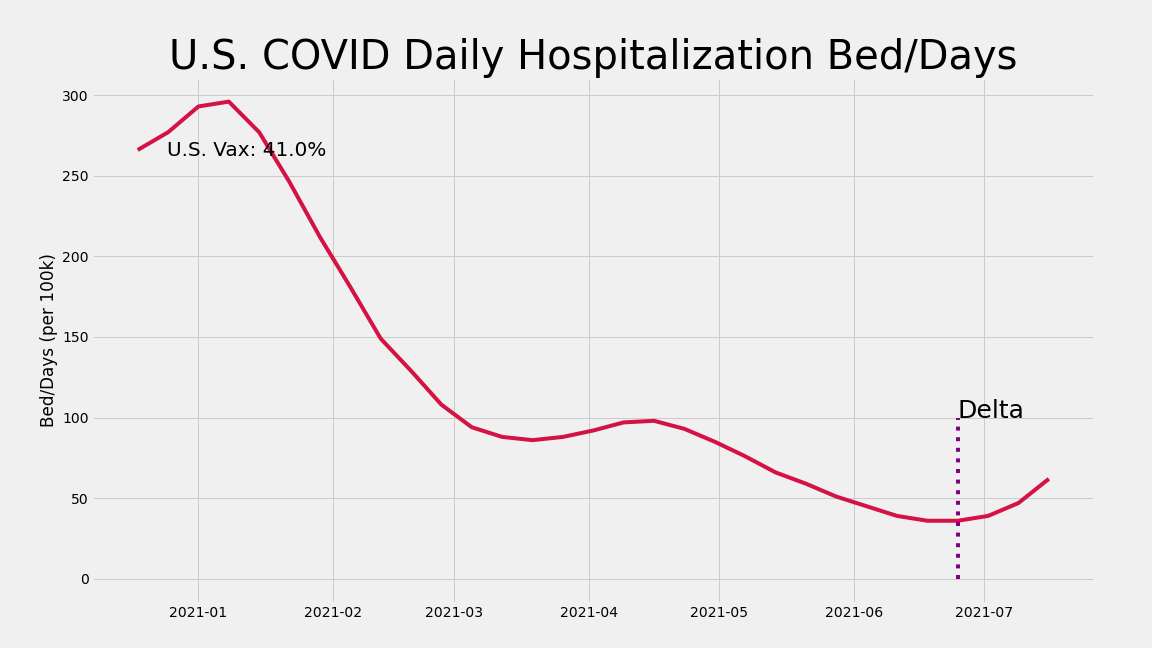 U.S. COVID Daily Hospitalization Bed/Days
300
U.S. Vax: 41.0%
250
200
Bed/Days (per 100k)
150
100
Delta
50
0
2021-01 2021-02 2021-03 2021-04 2021-05 2021-06 2021-07